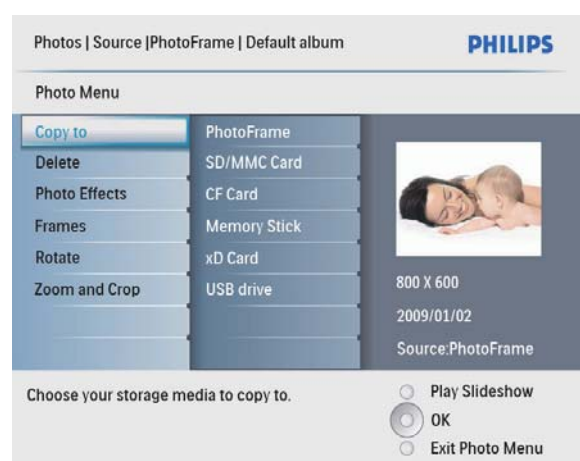 Photos | Source |PhotoFrame | Default album
PHILIPS
Photo Menu
Copy to
Delete
Photo Effects
Frames
Rotate
Zoom and Crop
PhotoFrame
SD/MMC Card
CF Card
Memory Stick
xD Card
USB drive
800 X 600
2009/01/02
Source:PhotoFrame
Choose your storage media to copy to.
Play Slideshow
OK
Exit Photo Menu